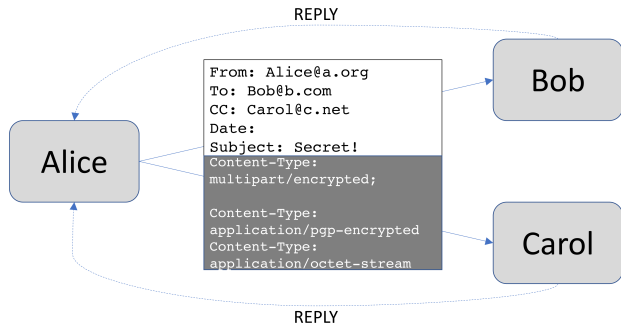 REPLY
From: Alice@a.org
To: Bob@b.com
CC: Carol@c.net
Date:
Subject: Secret!
Content-Type:
multipart/encrypted;
Content-Type:
application/pgp-encrypted
Content-Type:
application/octet-stream
Alice
Bob
Carol
REPLY